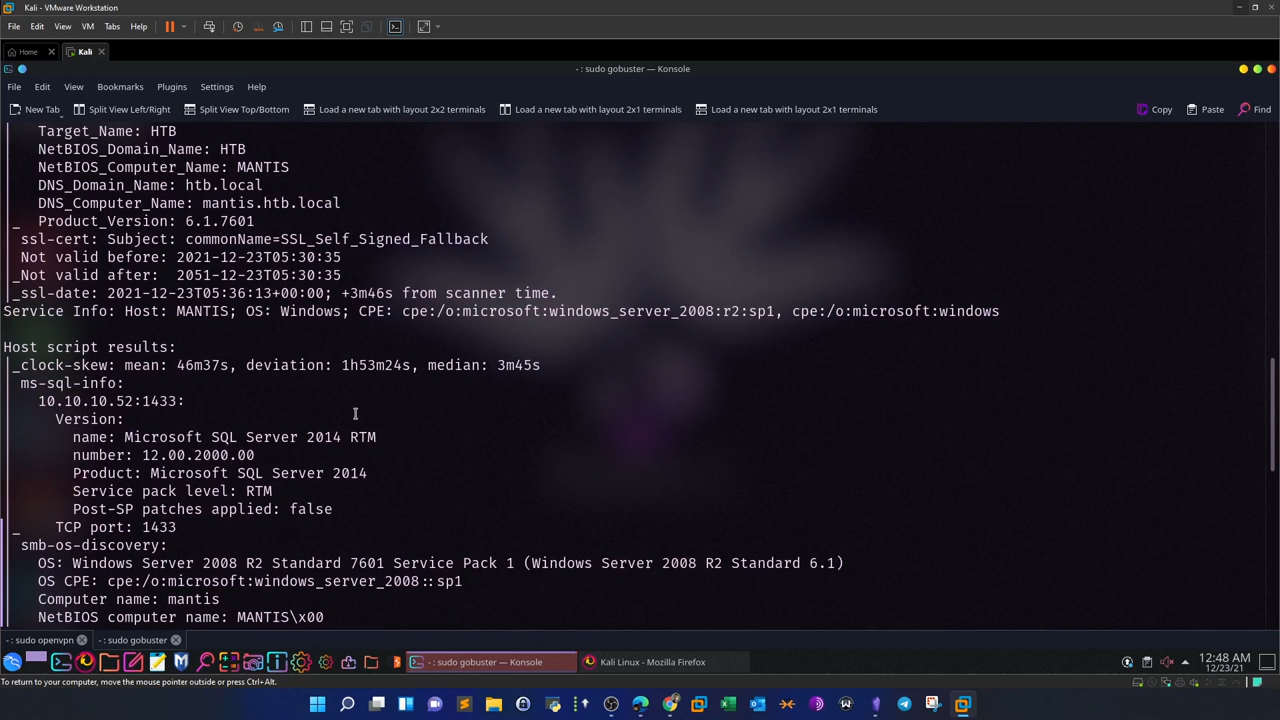 Kali - VMware Workstation
File Edit View VM Tabs Help
Home Kali
- : sudo gobuster — Konsole
File Edit View Bookmarks Plugins Settings Help
New Tab Split View Left/Right Split View Top/Bottom Load a new tab with layout 2x2 terminals Load a new tab with layout 2x1 terminals Load a new tab with layout 2x1 terminals Copy Paste Find
Target_Name: HTB
NetBIOS_Domain_Name: HTB
NetBIOS_Computer_Name: MANTIS
DNS_Domain_Name: htb.local
DNS_Computer_Name: mantis.htb.local
_ Product_Version: 6.1.7601
ssl-cert: Subject: commonName=SSL_Self_Signed_Fallback
Not valid before: 2021-12-23T05:30:35
_Not valid after: 2051-12-23T05:30:35
_ssl-date: 2021-12-23T05:36:13+00:00; +3m46s from scanner time.
Service Info: Host: MANTIS; OS: Windows; CPE: cpe:/o:microsoft:windows_server_2008:r2:sp1, cpe:/o:microsoft:windows
Host script results:
_clock-skew: mean: 46m37s, deviation: 1h53m24s, median: 3m45s
ms-sql-info:
10.10.10.52:1433:
Version:
name: Microsoft SQL Server 2014 RTM
number: 12.00.2000.00
Product: Microsoft SQL Server 2014
Service pack level: RTM
Post-SP patches applied: false
_ TCP port: 1433
smb-os-discovery:
OS: Windows Server 2008 R2 Standard 7601 Service Pack 1 (Windows Server 2008 R2 Standard 6.1)
OS CPE: cpe:/o:microsoft:windows_server_2008::sp1
Computer name: mantis
NetBIOS computer name: MANTIS\x00
- : sudo openvpn - : sudo gobuster
- : sudo gobuster — Konsole Kali Linux - Mozilla Firefox 12:48 AM
12/23/21
To return to your computer, move the mouse pointer outside or press Ctrl+Alt.